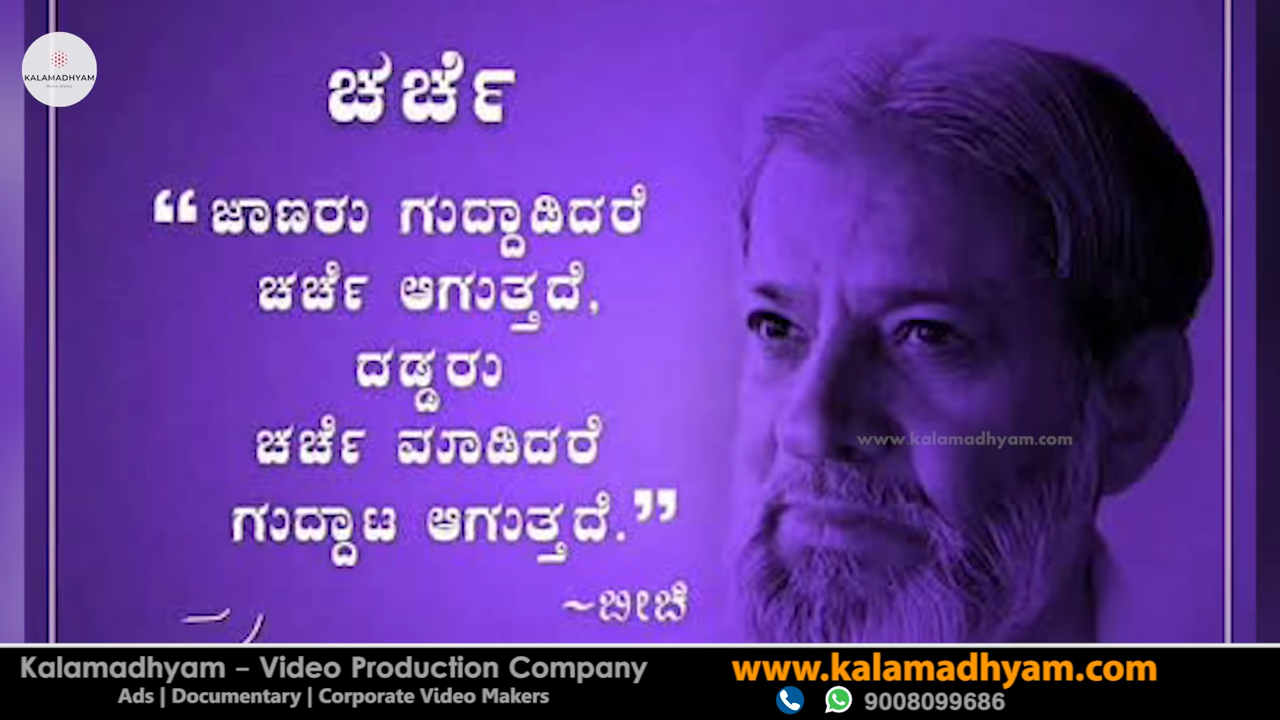 KALAMADHYAM
ಚರ್ಚೆ
“ಜಾಣರು ಗುದ್ದಾಡಿದರೆ
ಚರ್ಚೆ ಆಗುತ್ತದೆ,
ದಡ್ಡರು
ಚರ್ಚೆ ಮಾಡಿದರೆ
ಗುದ್ದಾಟ ಆಗುತ್ತದೆ.”
~ಬೀಚಿ
www.kalamadhyam.com
Kalamadhyam – Video Production Company
Ads | Documentary | Corporate Video Makers
www.kalamadhyam.com
9008099686